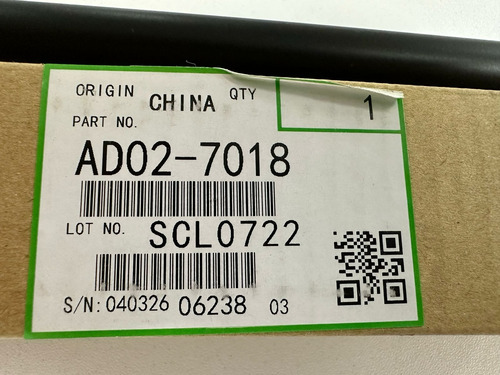 ORIGIN CHINA QTY 1
PART NO.
AD02-7018
LOT NO. SCL0722
S/N: 040326 06238 03